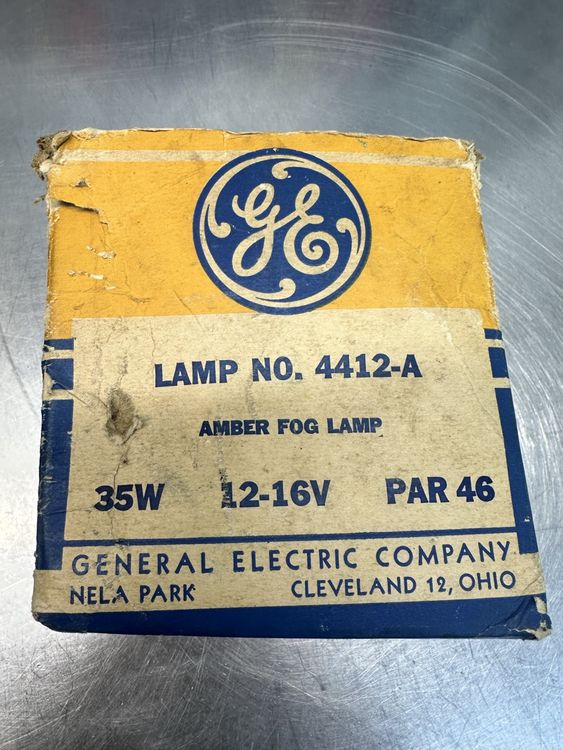 GE
LAMP NO. 4412-A
AMBER FOG LAMP
35W 12-16V PAR 46
GENERAL ELECTRIC COMPANY
NELA PARK CLEVELAND 12, OHIO